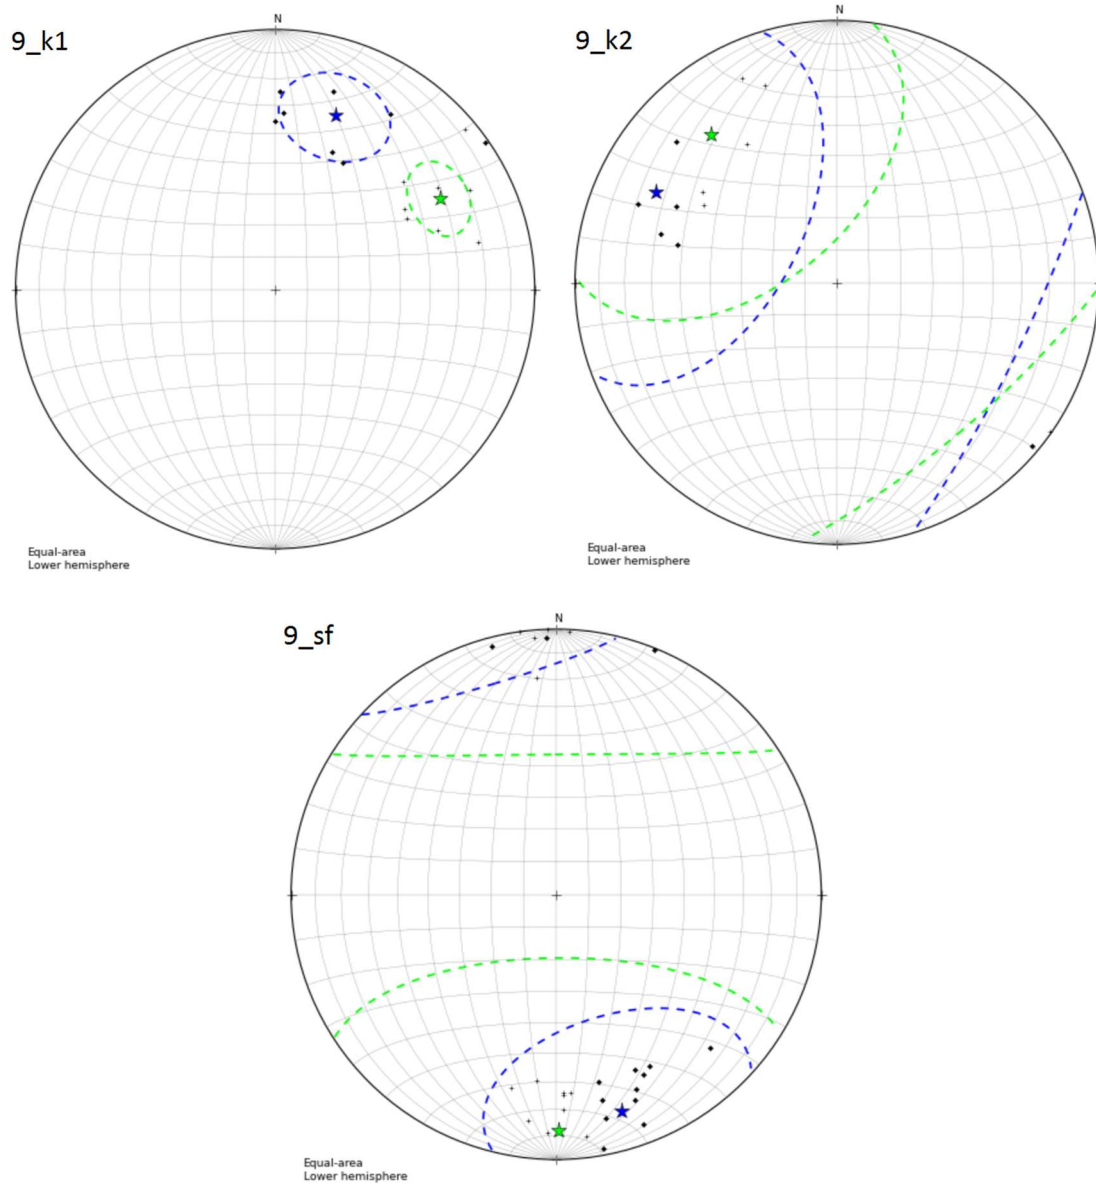 N
9_k1
Equal-area
Lower hemisphere
N
9_k2
Equal-area
Lower hemisphere
N
9_sf
Equal-area
Lower hemisphere